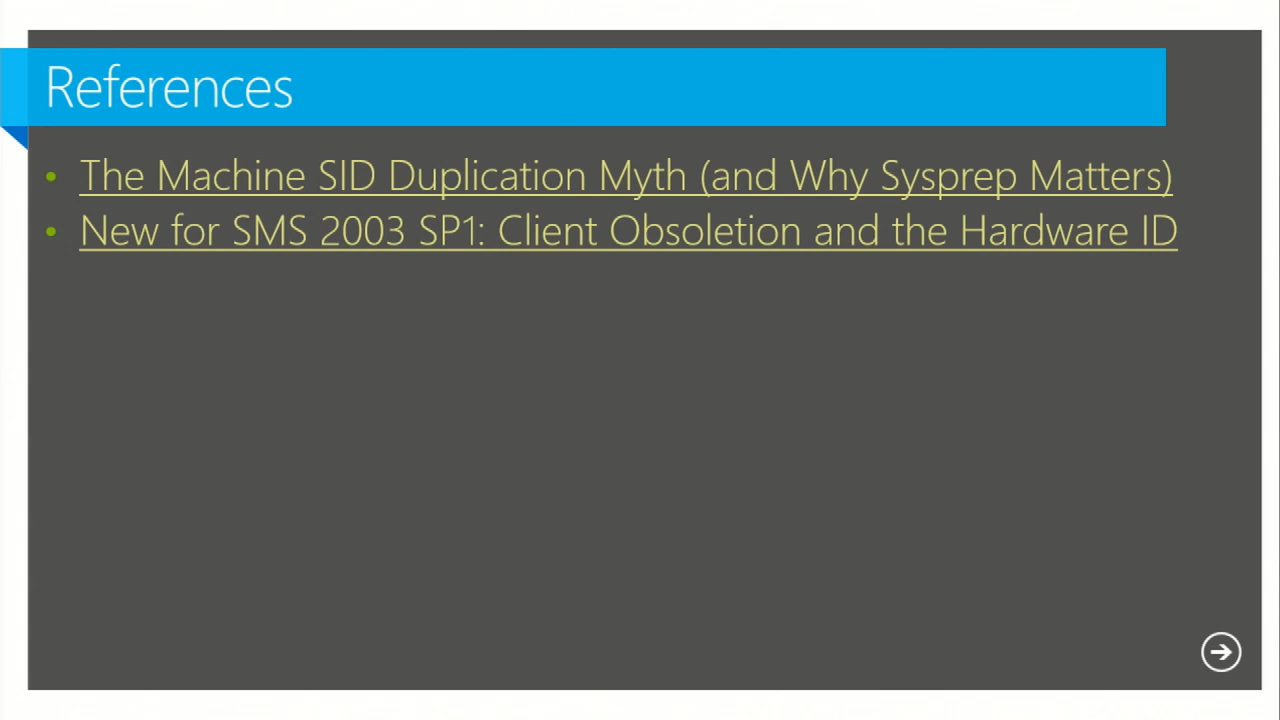 References
The Machine SID Duplication Myth (and Why Sysprep Matters)
New for SMS 2003 SP1: Client Obsoletion and the Hardware ID